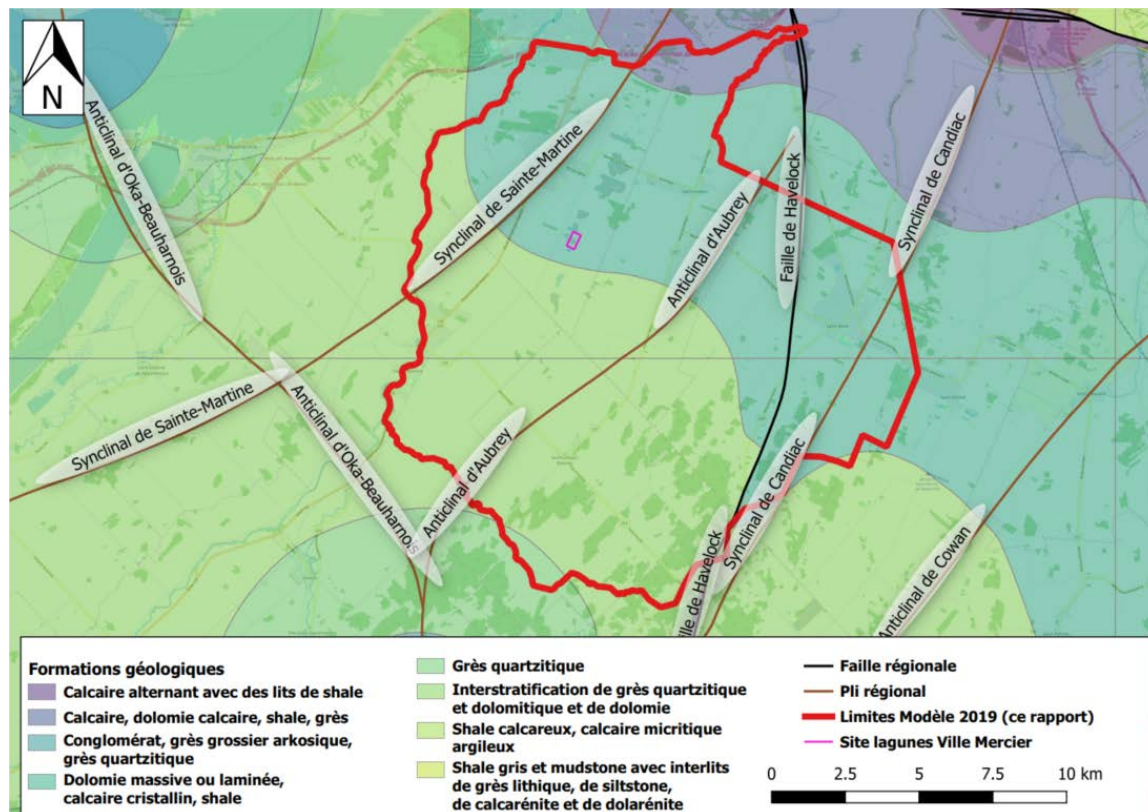 N
Anticlinal d'Oka-Beauharnois
Synclinal de Sainte-Martine
Anticlinal d'Aubrey
Faille de Havelock
Synclinal de Candiac
Synclinal de Sainte-Martine
Anticlinal d'Oka-Beauharnois
Anticlinal d'Aubrey
Synclinal de Candiac
ille de Havelock
Anticlinal de Cowan
Formations géologiques
Calcaire alternant avec des lits de shale
Calcaire, dolomie calcaire, shale, grès
Conglomérat, grès grossier arkosique,
grès quartzitique
Dolomie massive ou laminée,
calcaire cristallin, shale
Grès quartzitique
Interstratification de grès quartzitique
et dolomitique et de dolomie
Shale calcareux, calcaire micritique
argileux
Shale gris et mudstone avec interlits
de grès lithique, de siltstone,
de calcarénite et de dolarénite
Faille régionale
Pli régional
Limites Modèle 2019 (ce rapport)
Site lagunes Ville Mercier
0 2.5 5 7.5 10 km